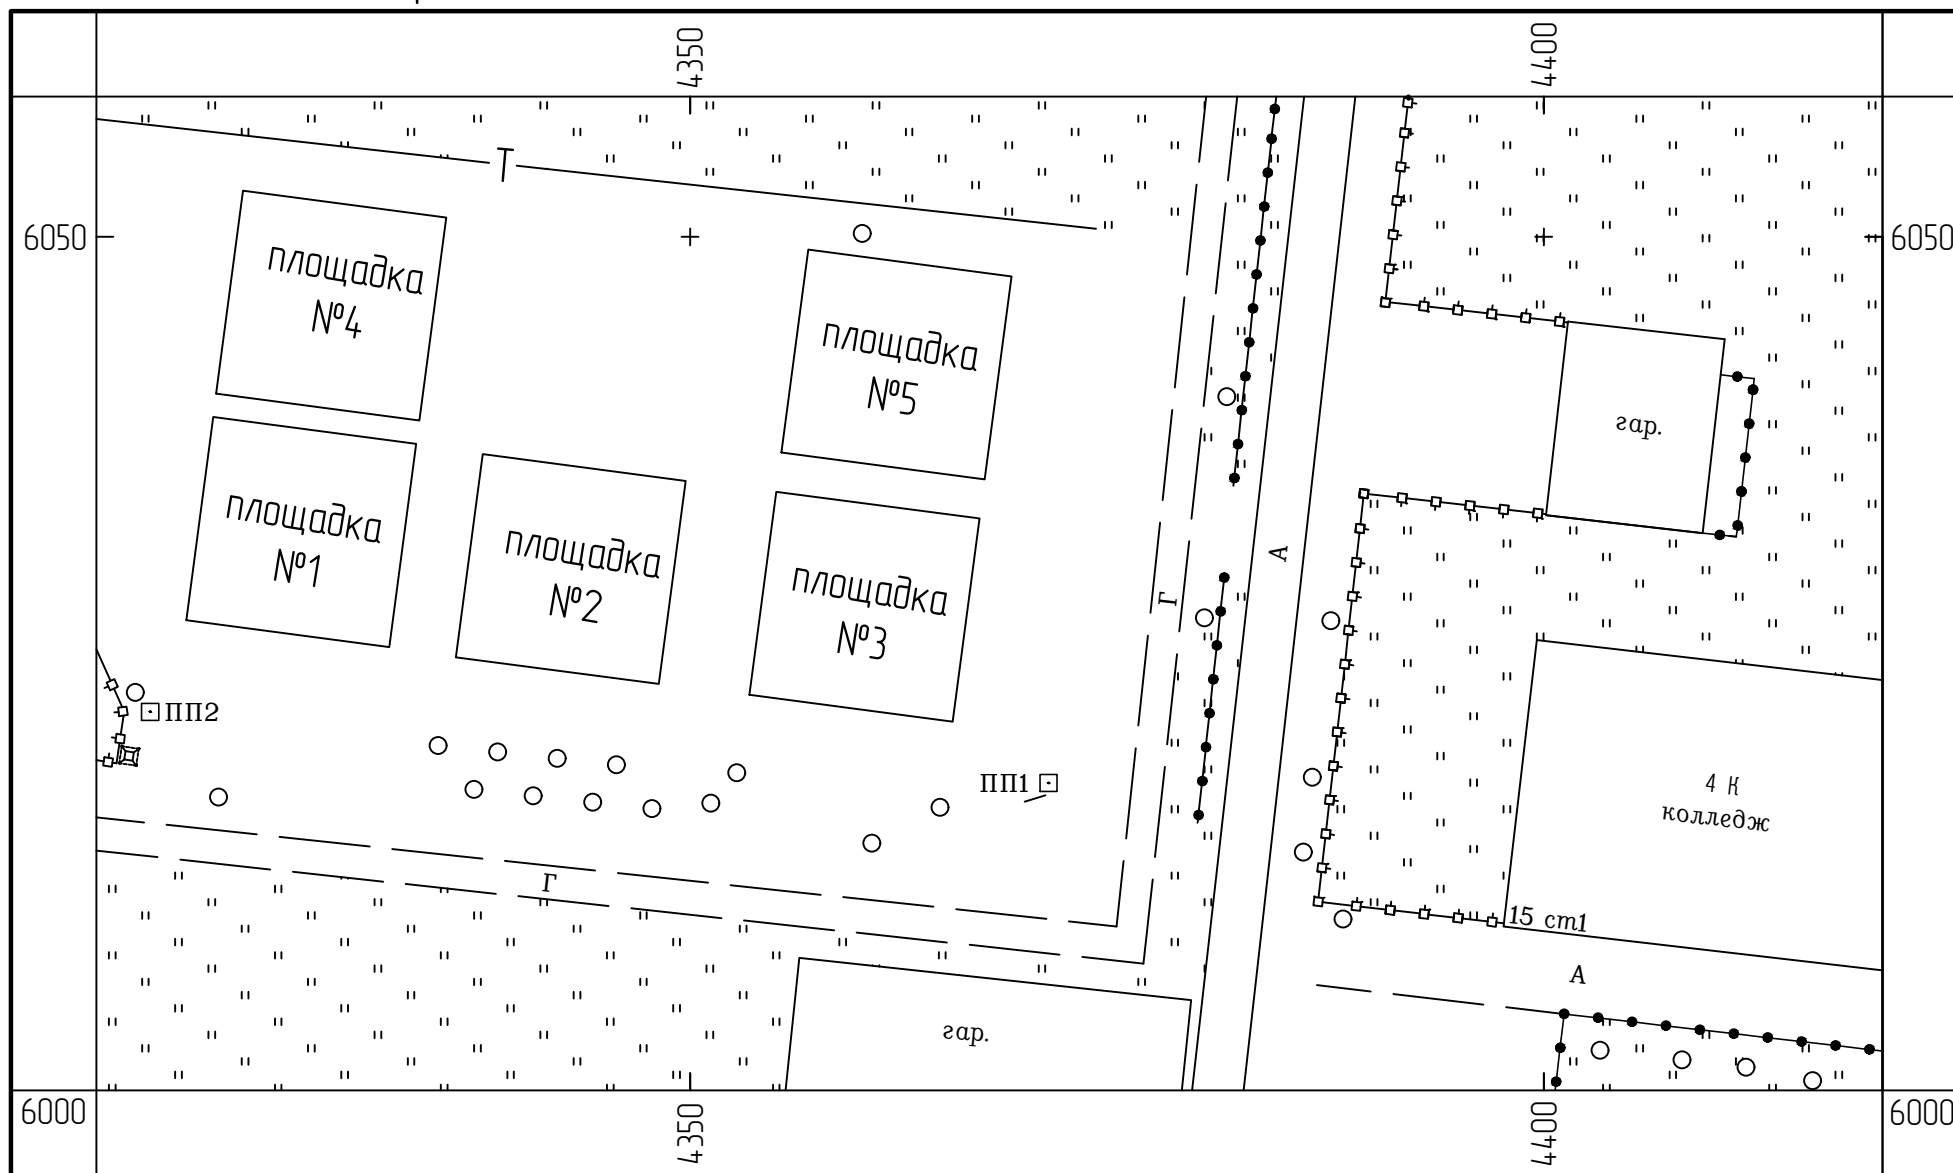 4350
4400
Т
6050
6050
площадка
№4
площадка
№5
гар.
площадка
№1
площадка
№2
площадка
№3
А
Г
ПП2
ПП1
4 К
колледж
Г
15 ст1
А
гар.
6000
4350
4400
6000